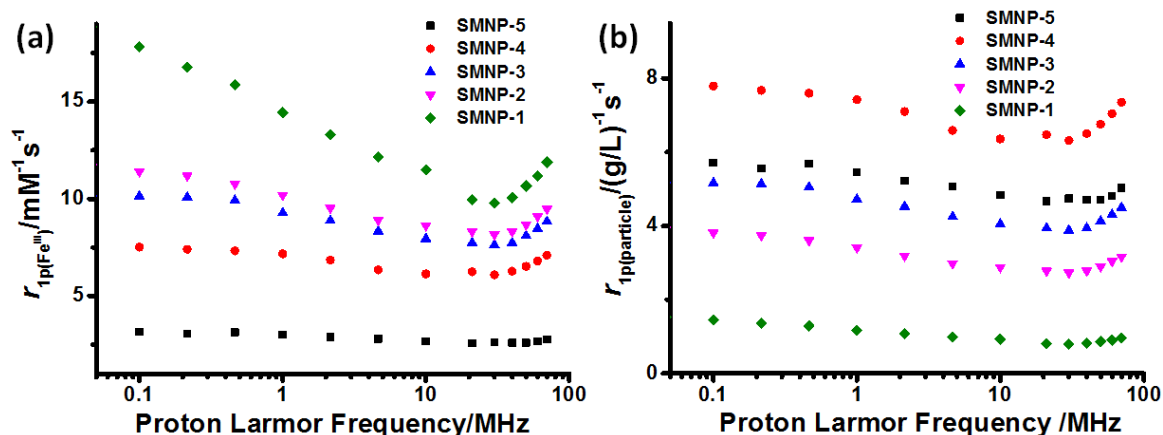 (a)
SMNP-5
SMNP-4
SMNP-3
SMNP-2
SMNP-1
15
10
5
r1p(FeIII)/mM-1s-1
0.1
1
10
100
Proton Larmor Frequency/MHz
(b)
SMNP-5
SMNP-4
SMNP-3
SMNP-2
SMNP-1
8
4
0
r1p(particle)/(g/L)-1s-1
0.1
1
10
100
Proton Larmor Frequency /MHz